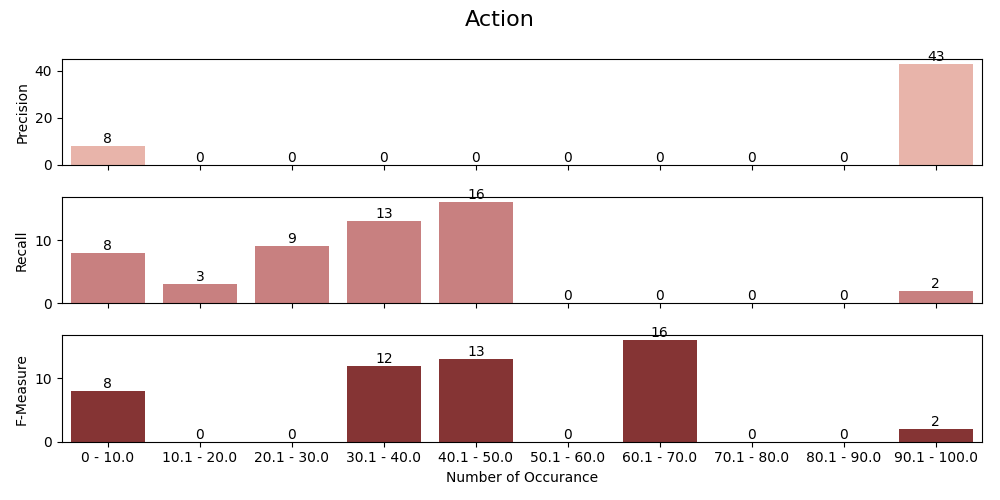 Action
Precision
40
20
0
8 0 0 0 0 0 0 0 0 43
Recall
10
0
8 3 9 13 16 0 0 0 0 2
F-Measure
10
0
8 0 0 12 13 0 16 0 0 2
0 - 10.0 10.1 - 20.0 20.1 - 30.0 30.1 - 40.0 40.1 - 50.0 50.1 - 60.0 60.1 - 70.0 70.1 - 80.0 80.1 - 90.0 90.1 - 100.0
Number of Occurance